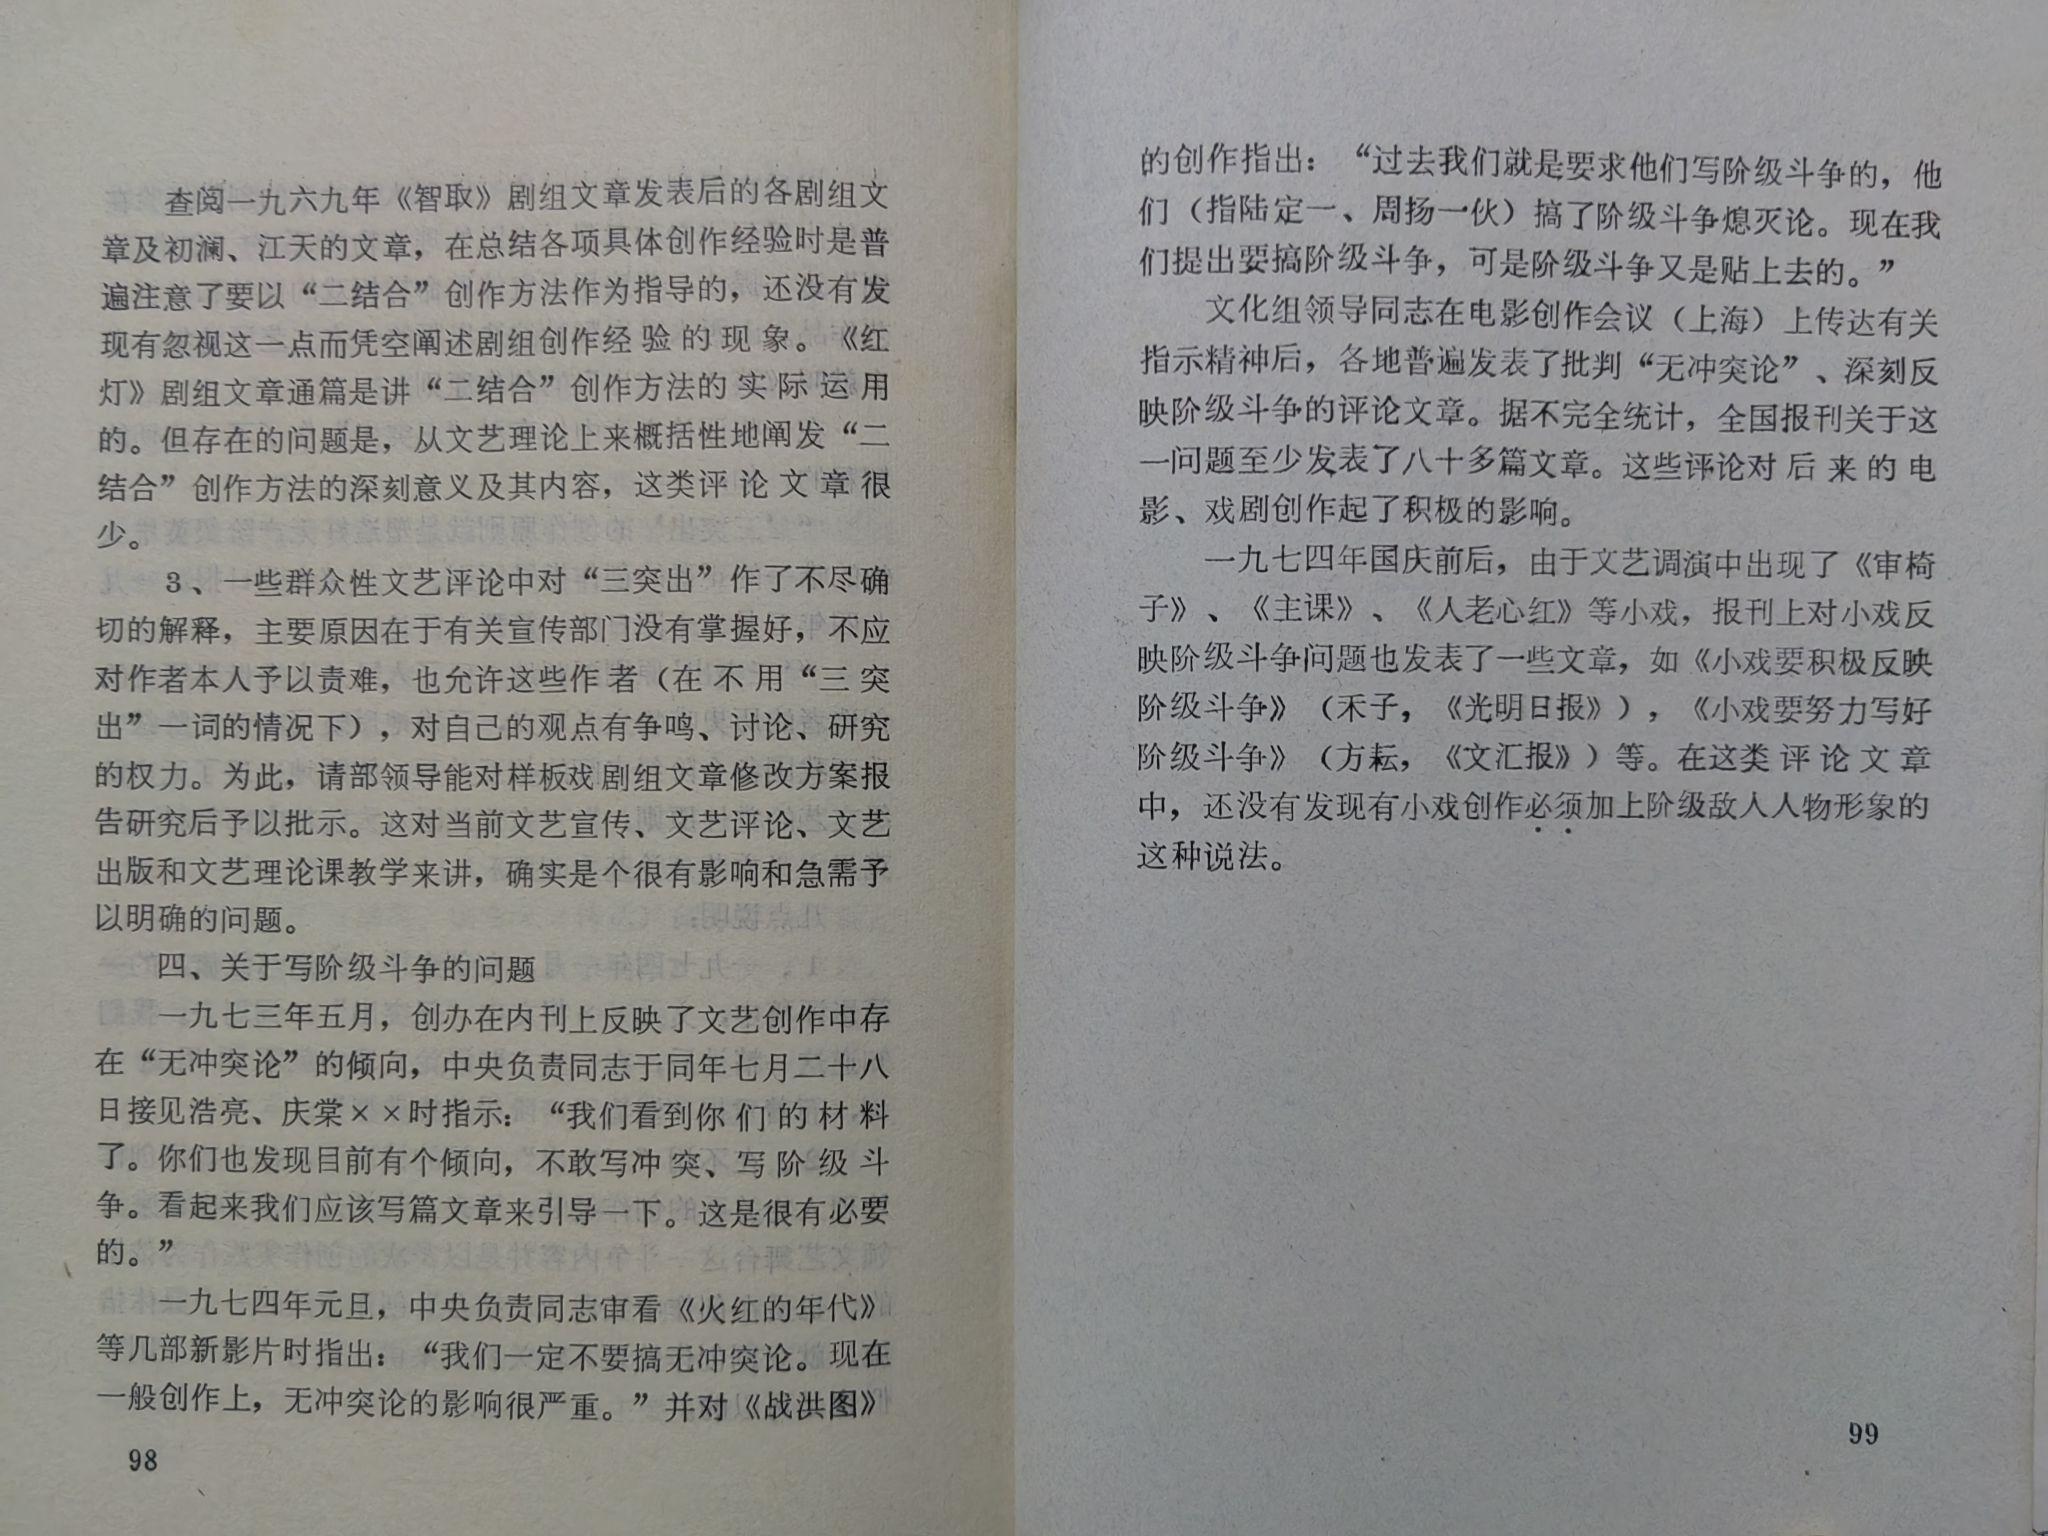 查阅一九六九年《智取》剧组文章发表后的各剧组文
章及初澜、江天的文章，在总结各项具体创作经验时是普
遍注意了要以“二结合”创作方法作为指导的，还没有发
现有忽视这一点而凭空阐述剧组创作经验的现象。《红
灯》剧组文章通篇是讲“二结合”创作方法的实际运用
的。但存在的问题是，从文艺理论上来概括性地阐发“二
结合”创作方法的深刻意义及其内容，这类评论文章很
少。
3、一些群众性文艺评论中对“三突出”作了不尽确
切的解释，主要原因在于有关宣传部门没有掌握好，不应
对作者本人予以责难，也允许这些作者（在不用“三突
出”一词的情况下），对自己的观点有争鸣、讨论、研究
的权力。为此，请部领导能对样板戏剧组文章修改方案报
告研究后予以批示。这对当前文艺宣传、文艺评论、文艺
出版和文艺理论课教学来讲，确实是个很有影响和急需予
以明确的问题。
四、关于写阶级斗争的问题
一九七三年五月，创办在内刊上反映了文艺创作中存
在“无冲突论”的倾向，中央负责同志于同年七月二十八
日接见浩亮、庆棠××时指示：“我们看到你们的材料
了。你们也发现目前有个倾向，不敢写冲突、写阶级斗
争。看起来我们应该写篇文章来引导一下。这是很有必要
的。”
一九七四年元旦，中央负责同志审看《火红的年代》
等几部新影片时指出：“我们一定不要搞无冲突论。现在
一般创作上，无冲突论的影响很严重。”并对《战洪图》
98
的创作指出：“过去我们就是要求他们写阶级斗争的，他
们（指陆定一、周扬一伙）搞了阶级斗争熄灭论。现在我
们提出要搞阶级斗争，可是阶级斗争又是贴上去的。”
文化组领导同志在电影创作会议（上海）上传达有关
指示精神后，各地普遍发表了批判“无冲突论”、深刻反
映阶级斗争的评论文章。据不完全统计，全国报刊关于这
一问题至少发表了八十多篇文章。这些评论对后来的电
影、戏剧创作起了积极的影响。
一九七四年国庆前后，由于文艺调演中出现了《审椅
子》、《主课》、《人老心红》等小戏，报刊上对小戏反
映阶级斗争问题也发表了一些文章，如《小戏要积极反映
阶级斗争》（禾子，《光明日报》），《小戏要努力写好
阶级斗争》（方耘，《文汇报》）等。在这类评论文章
中，还没有发现有小戏创作必须加上阶级敌人人物形象的
这种说法。
99